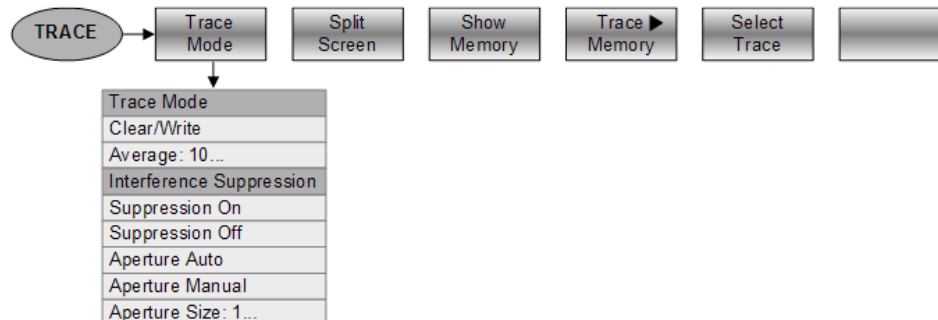 TRACE
Trace
Mode
Split
Screen
Show
Memory
Trace ▶
Memory
Select
Trace
Trace Mode
Clear/Write
Average: 10...
Interference Suppression
Suppression On
Suppression Off
Aperture Auto
Aperture Manual
Aperture Size: 1...